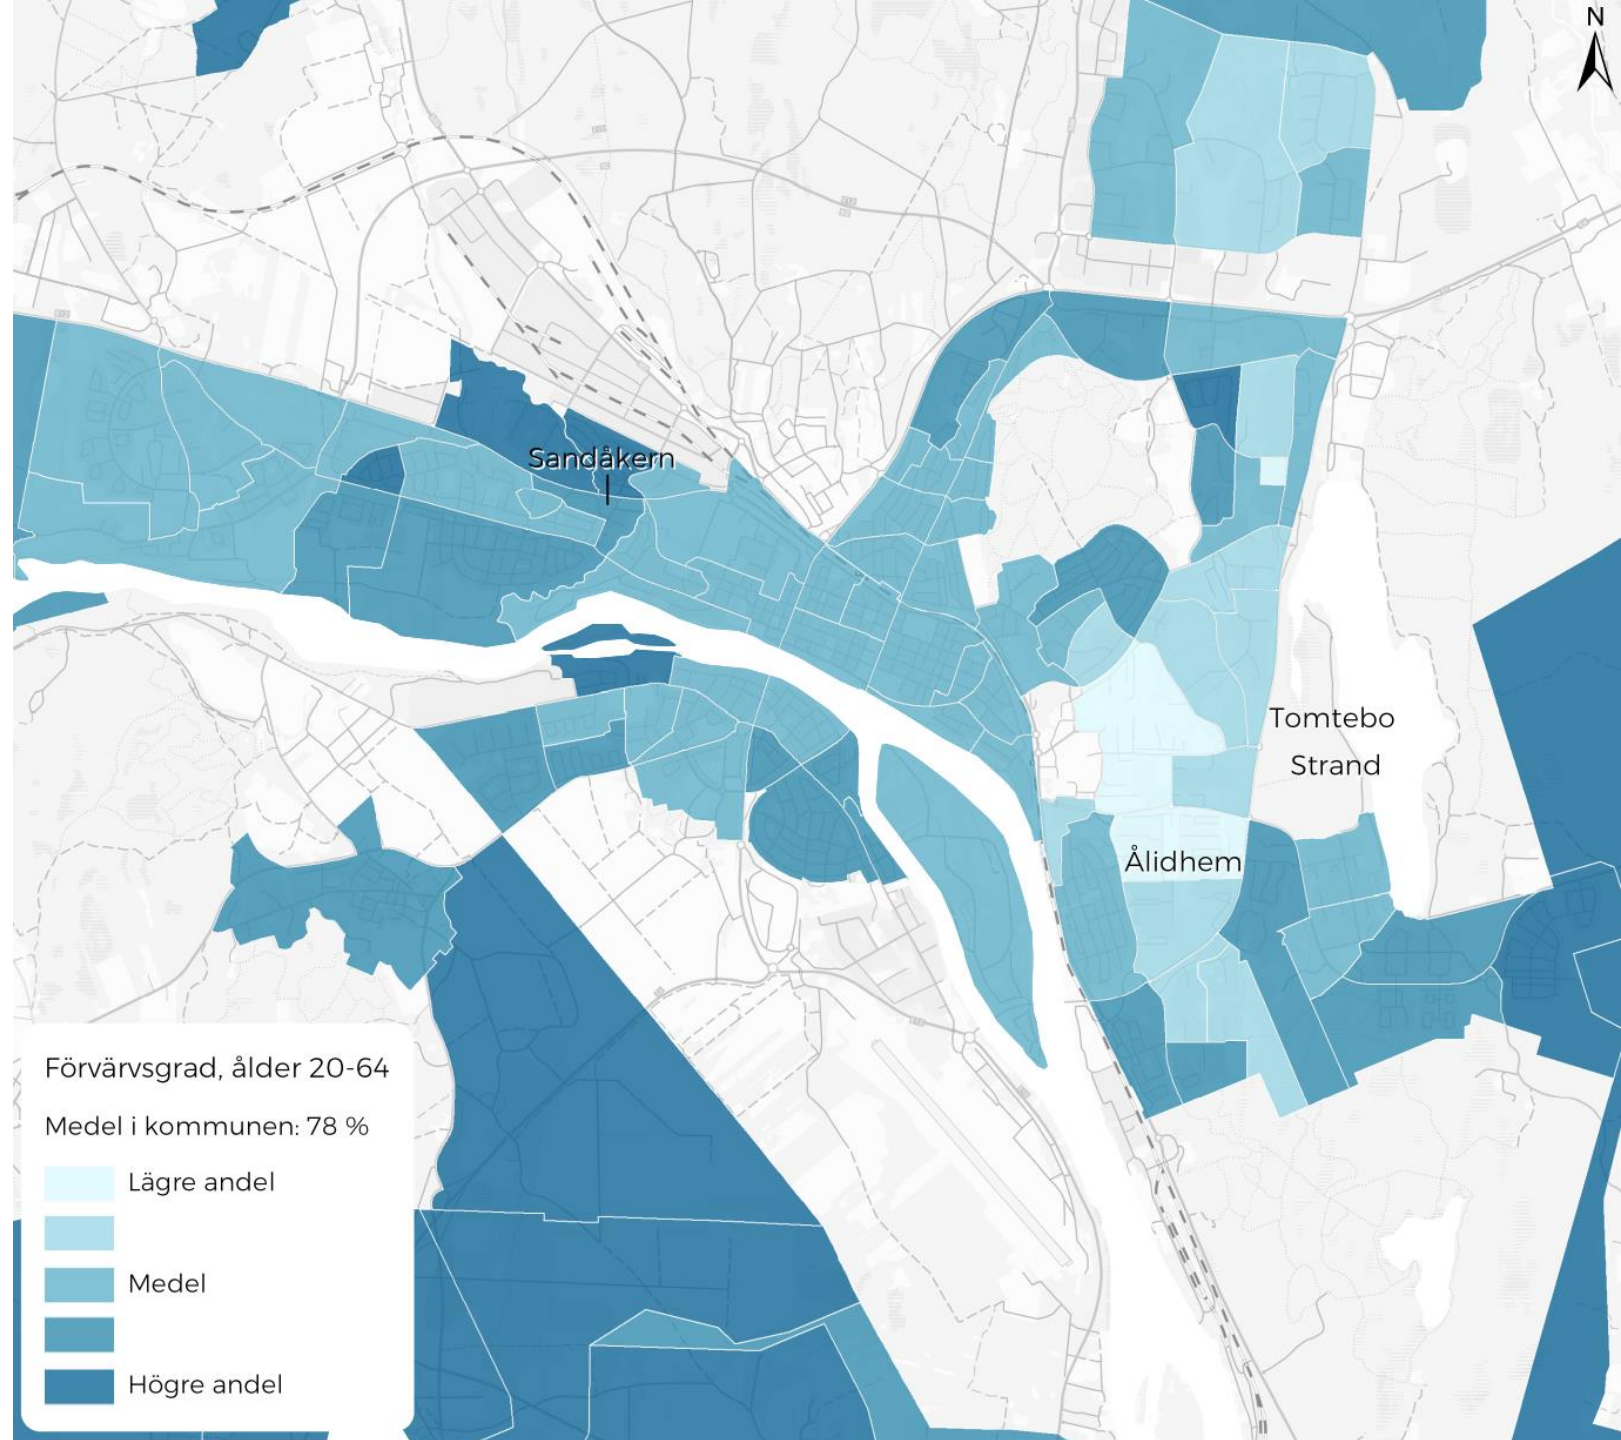 N
Sandåkern
Tomtebo
Strand
Ålidhem
Förvärvsgrad, ålder 20-64
Medel i kommunen: 78 %
Lägre andel
Medel
Högre andel